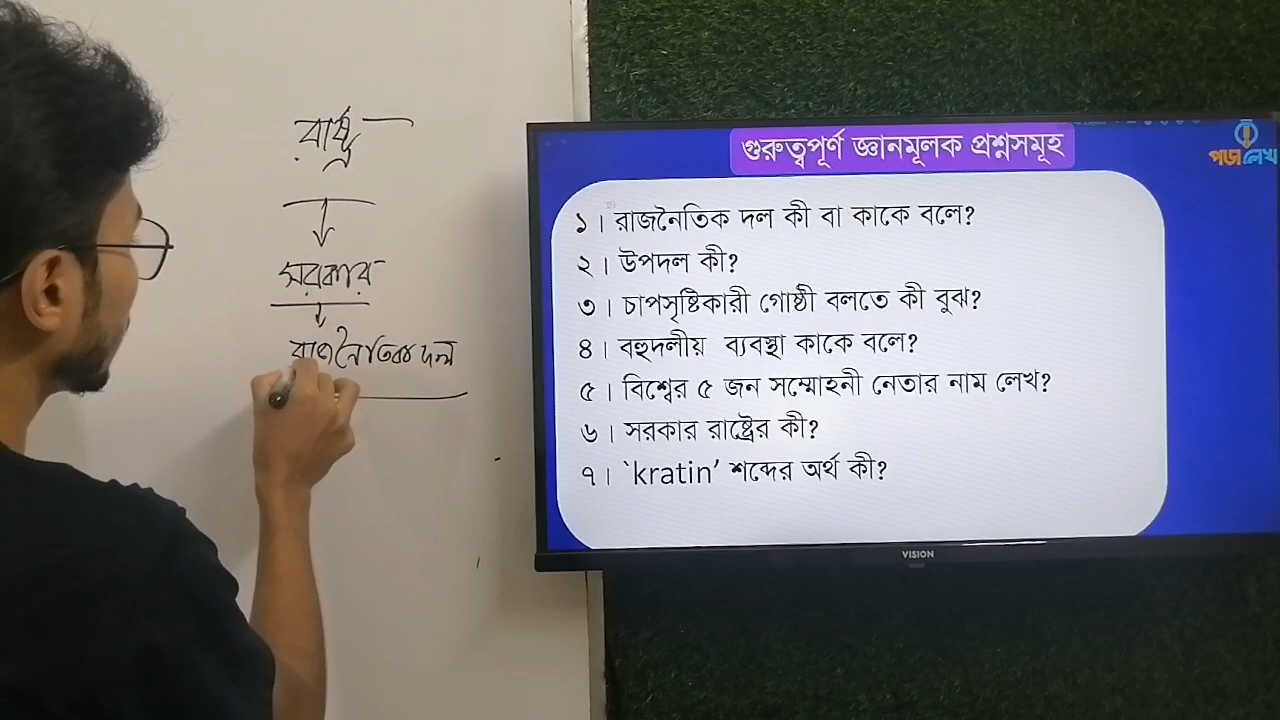 রাষ্ট্র
সরকার
রাজনৈতিক দল
গুরুত্বপূর্ণ জ্ঞানমূলক প্রশ্নসমূহ
পড়ালেখা
১। রাজনৈতিক দল কী বা কাকে বলে?
২। উপদল কী?
৩। চাপসৃষ্টিকারী গোষ্ঠী বলতে কী বুঝ?
৪। বহুদলীয় ব্যবস্থা কাকে বলে?
৫। বিশ্বের ৫ জন সম্মোহনী নেতার নাম লেখ?
৬। সরকার রাষ্ট্রের কী?
৭। ‘kratin’ শব্দের অর্থ কী?
VISION